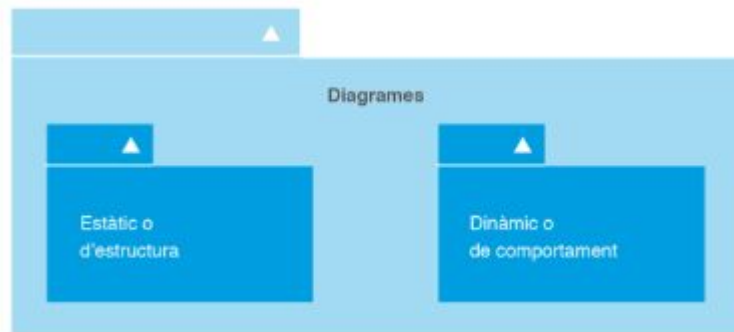 Diagrames
Estàtic o
d'estructura
Dinàmic o
de comportament